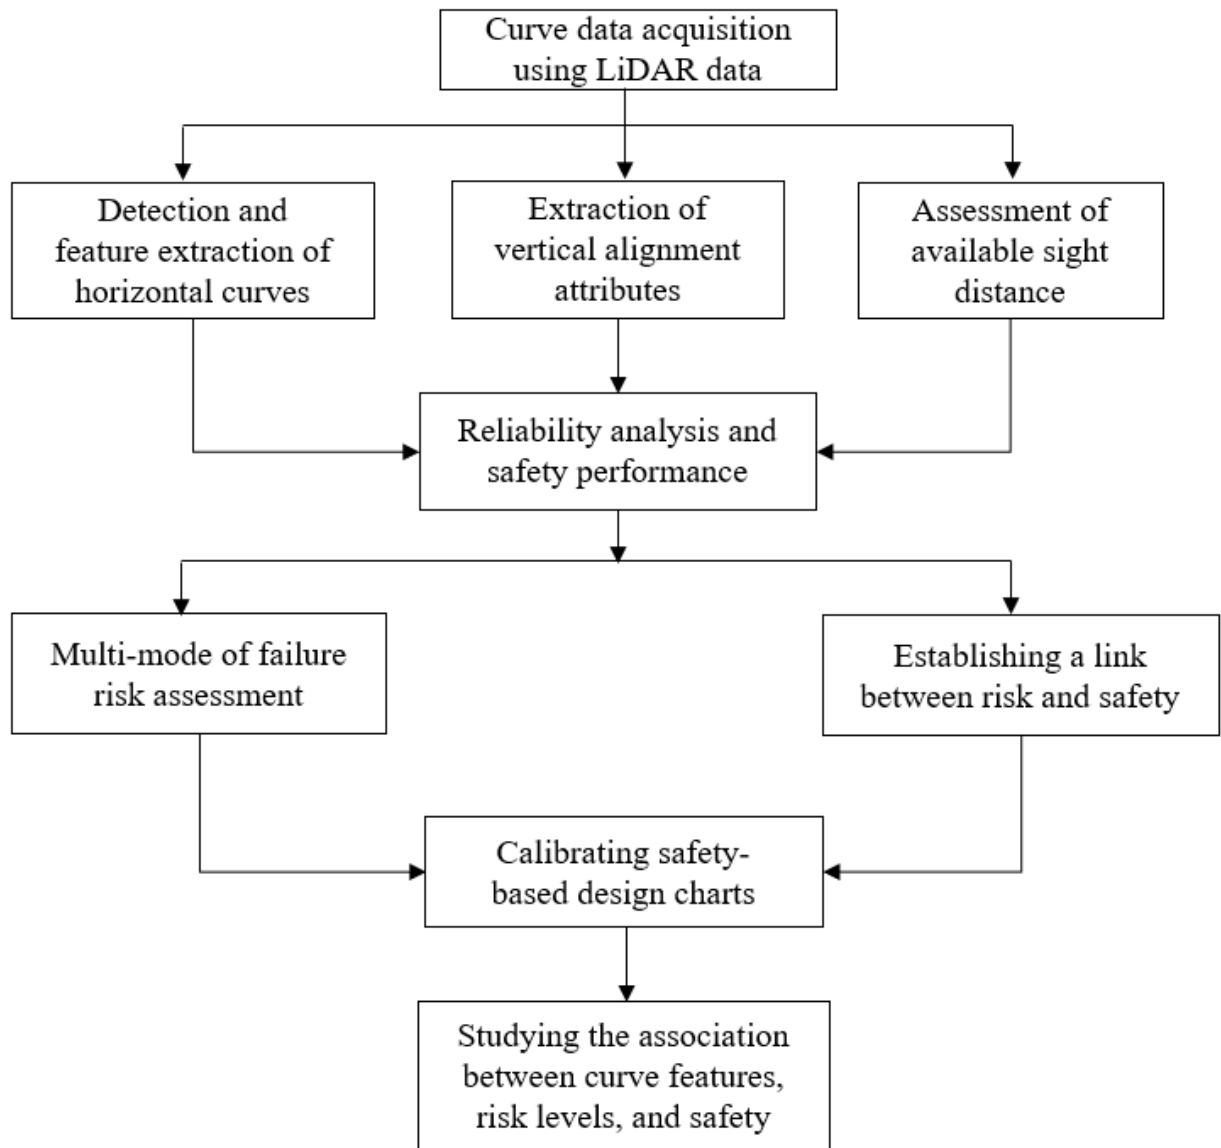 Curve data acquisition
using LiDAR data
Detection and
feature extraction of
horizontal curves
Extraction of
vertical alignment
attributes
Assessment of
available sight
distance
Reliability analysis and
safety performance
Multi-mode of failure
risk assessment
Establishing a link
between risk and safety
Calibrating safety-
based design charts
Studying the association
between curve features,
risk levels, and safety